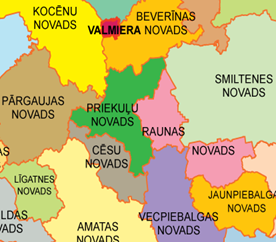 KOCĒNU
NOVADS
BEVERĪNAS
NOVADS
VALMIERA
SMILTENES
NOVADS
PĀRGAUJAS
NOVADS
PRIEKUĻU
NOVADS
RAUNAS
NOVADS
CĒSU
NOVADS
LĪGATNES
NOVADS
JAUNPIEBALGAS
NOVADS
VECPIEBALGAS
NOVADS
AMATAS
NOVADS